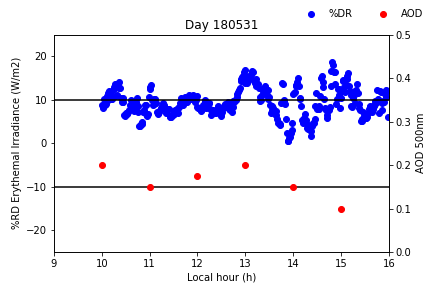 %DR AOD
Day 180531
%RD Erythemal Irradiance (W/m2)
20
10
0
−10
−20
0.5
0.4
0.3
0.2
0.1
0.0
AOD 500nm
9 10 11 12 13 14 15 16
Local hour (h)